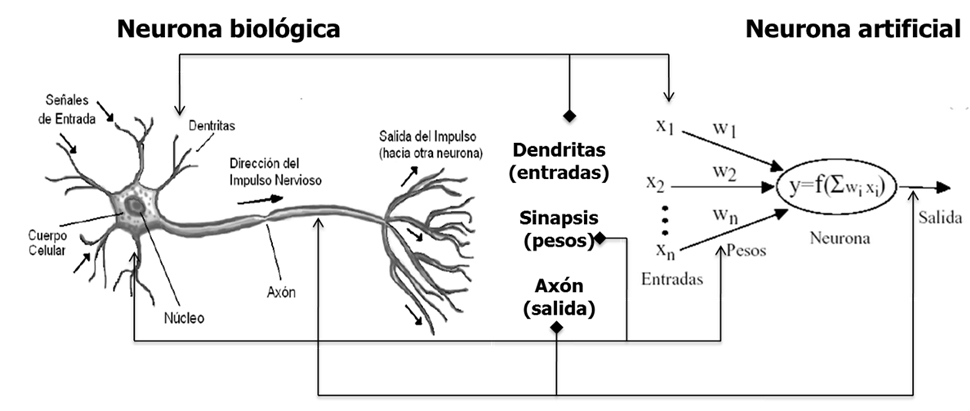 Neurona biológica
Neurona artificial
Señales
de Entrada
Dentritas
Dirección del
Impulso Nervioso
Salida del Impulso
(hacia otra neurona)
Cuerpo
Celular
Núcleo
Axón
Dendritas
(entradas)
Sinapsis
(pesos)
Axón
(salida)
x1
w1
x2
w2
wn
xn
y=f(Σwi xi)
Entradas
Pesos
Neurona
Salida